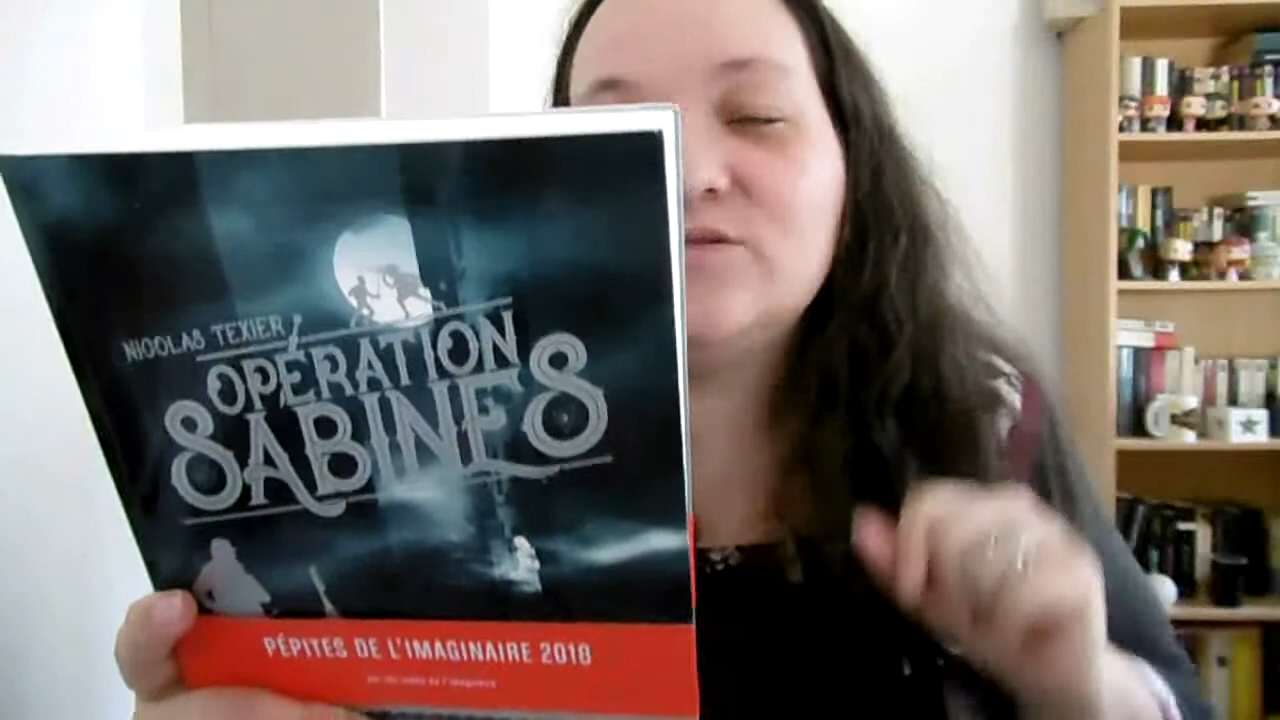 NICOLAS TEXIER
OPÉRATION
SABINES
PÉPITES DE L'IMAGINAIRE 2018